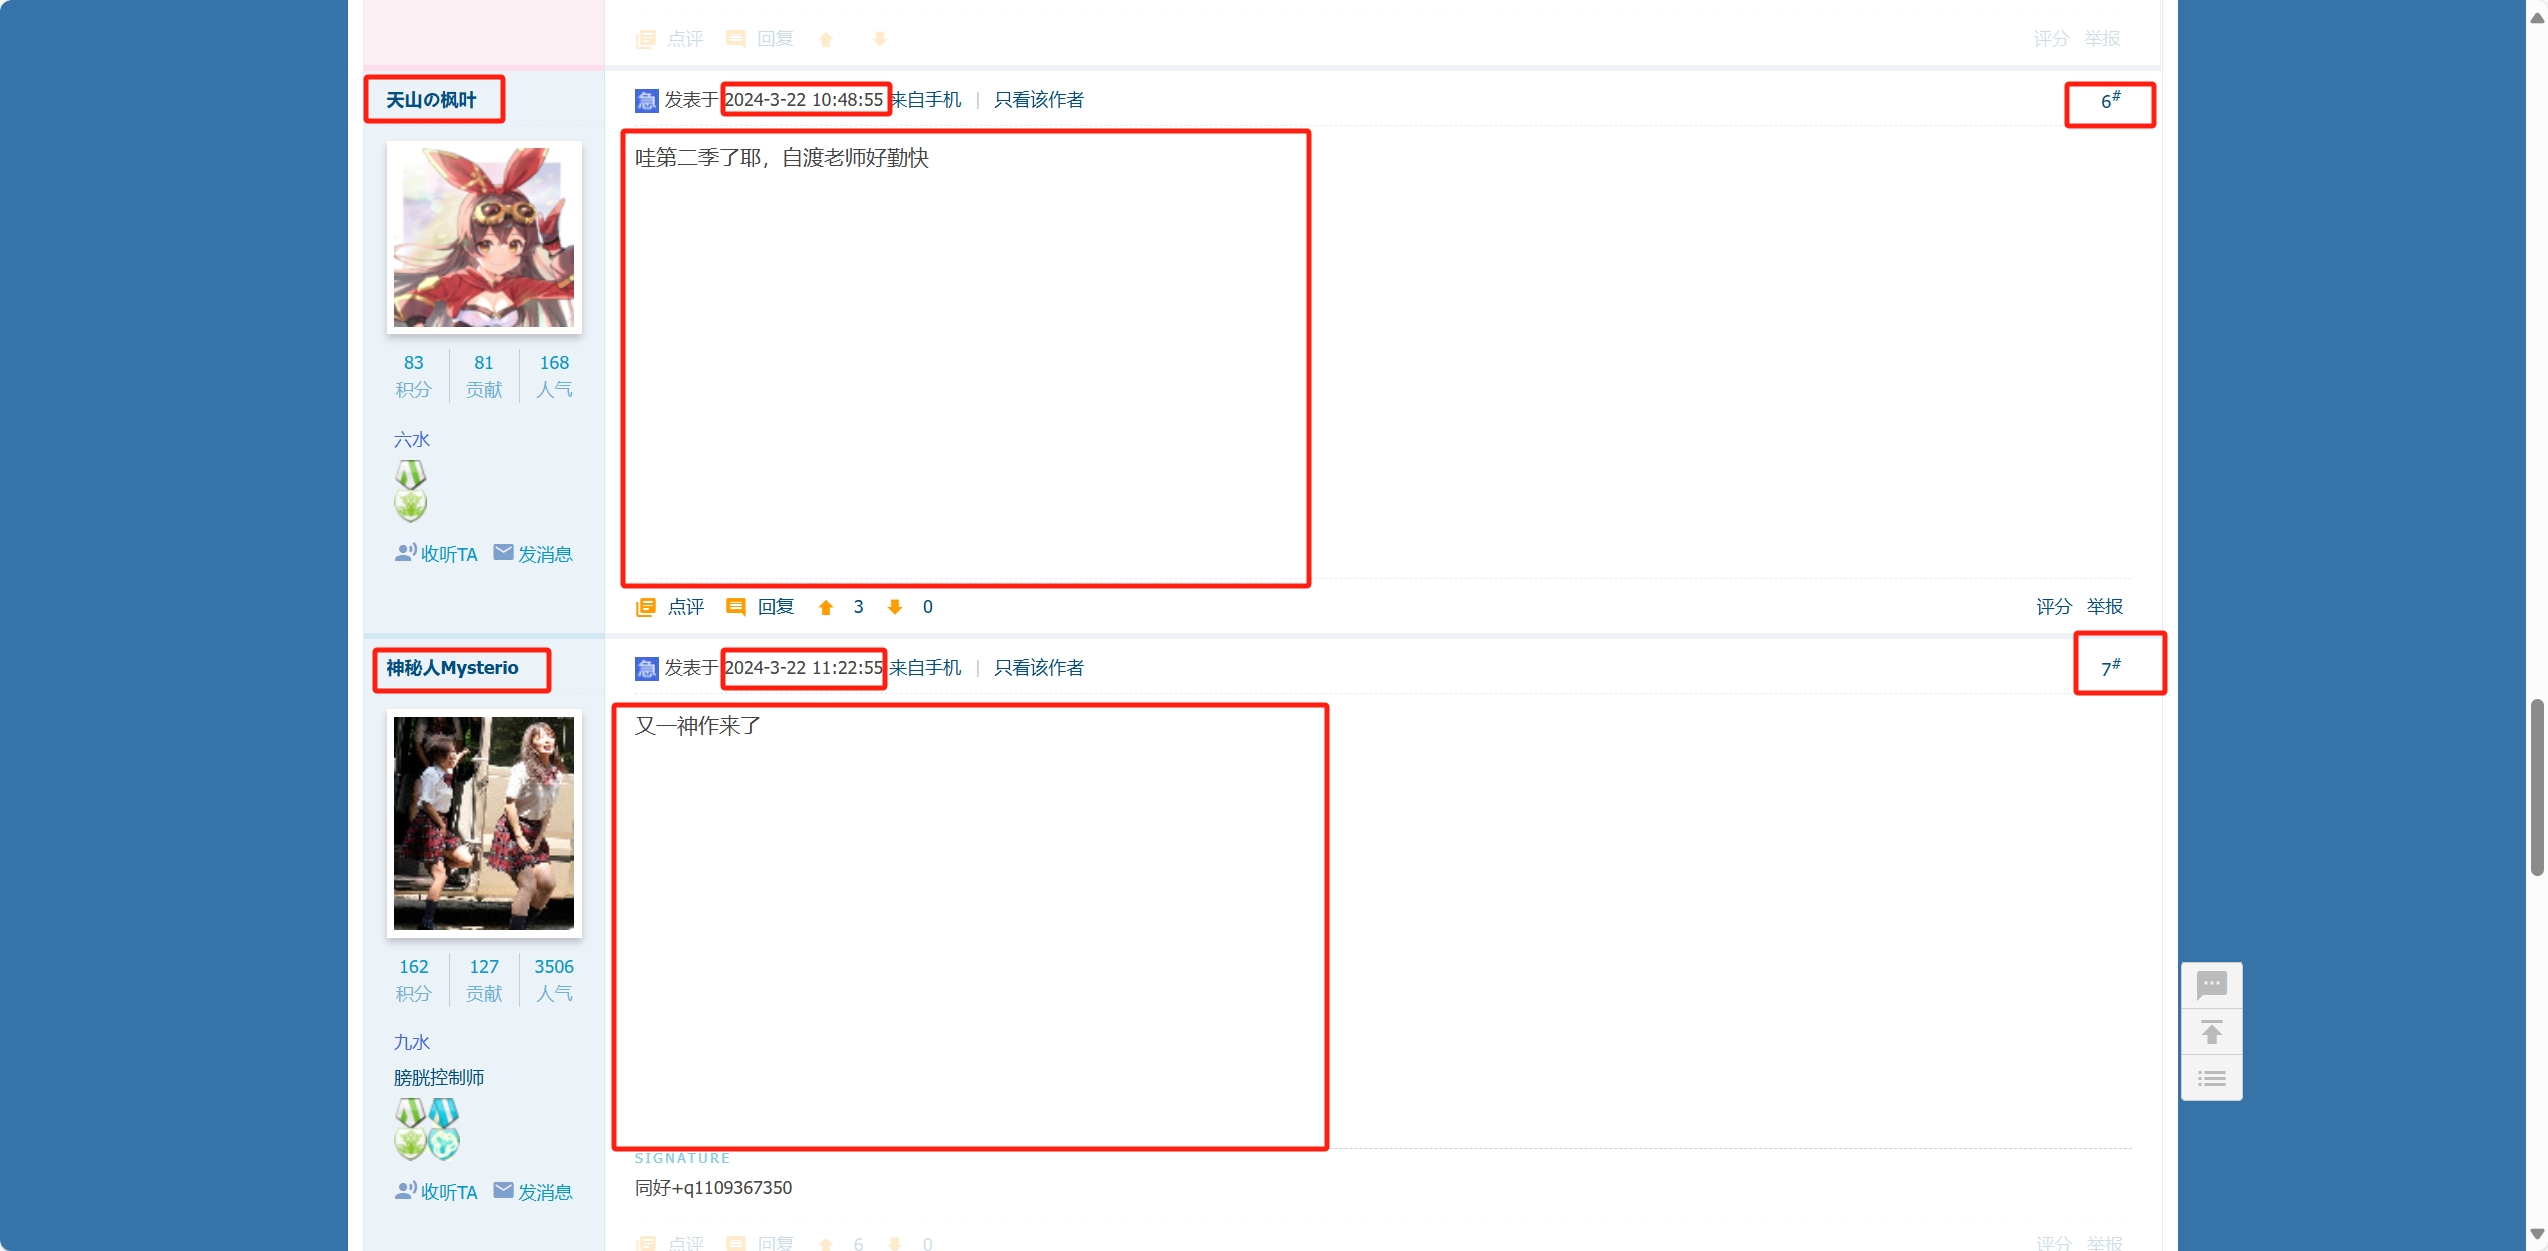 点评 回复 评分 举报
天山の枫叶
急 发表于 2024-3-22 10:48:55 来自手机 | 只看该作者 6#
哇第二季了耶，自渡老师好勤快
83 81 168
积分 贡献 人气
六水
收听TA 发消息
点评 回复 3 0 评分 举报
神秘人Mysterio
急 发表于 2024-3-22 11:22:55 来自手机 | 只看该作者 7#
又一神作来了
162 127 3506
积分 贡献 人气
九水
膀胱控制师
收听TA 发消息
SIGNATURE
同好+q1109367350
点评 回复 6 0 评分 举报